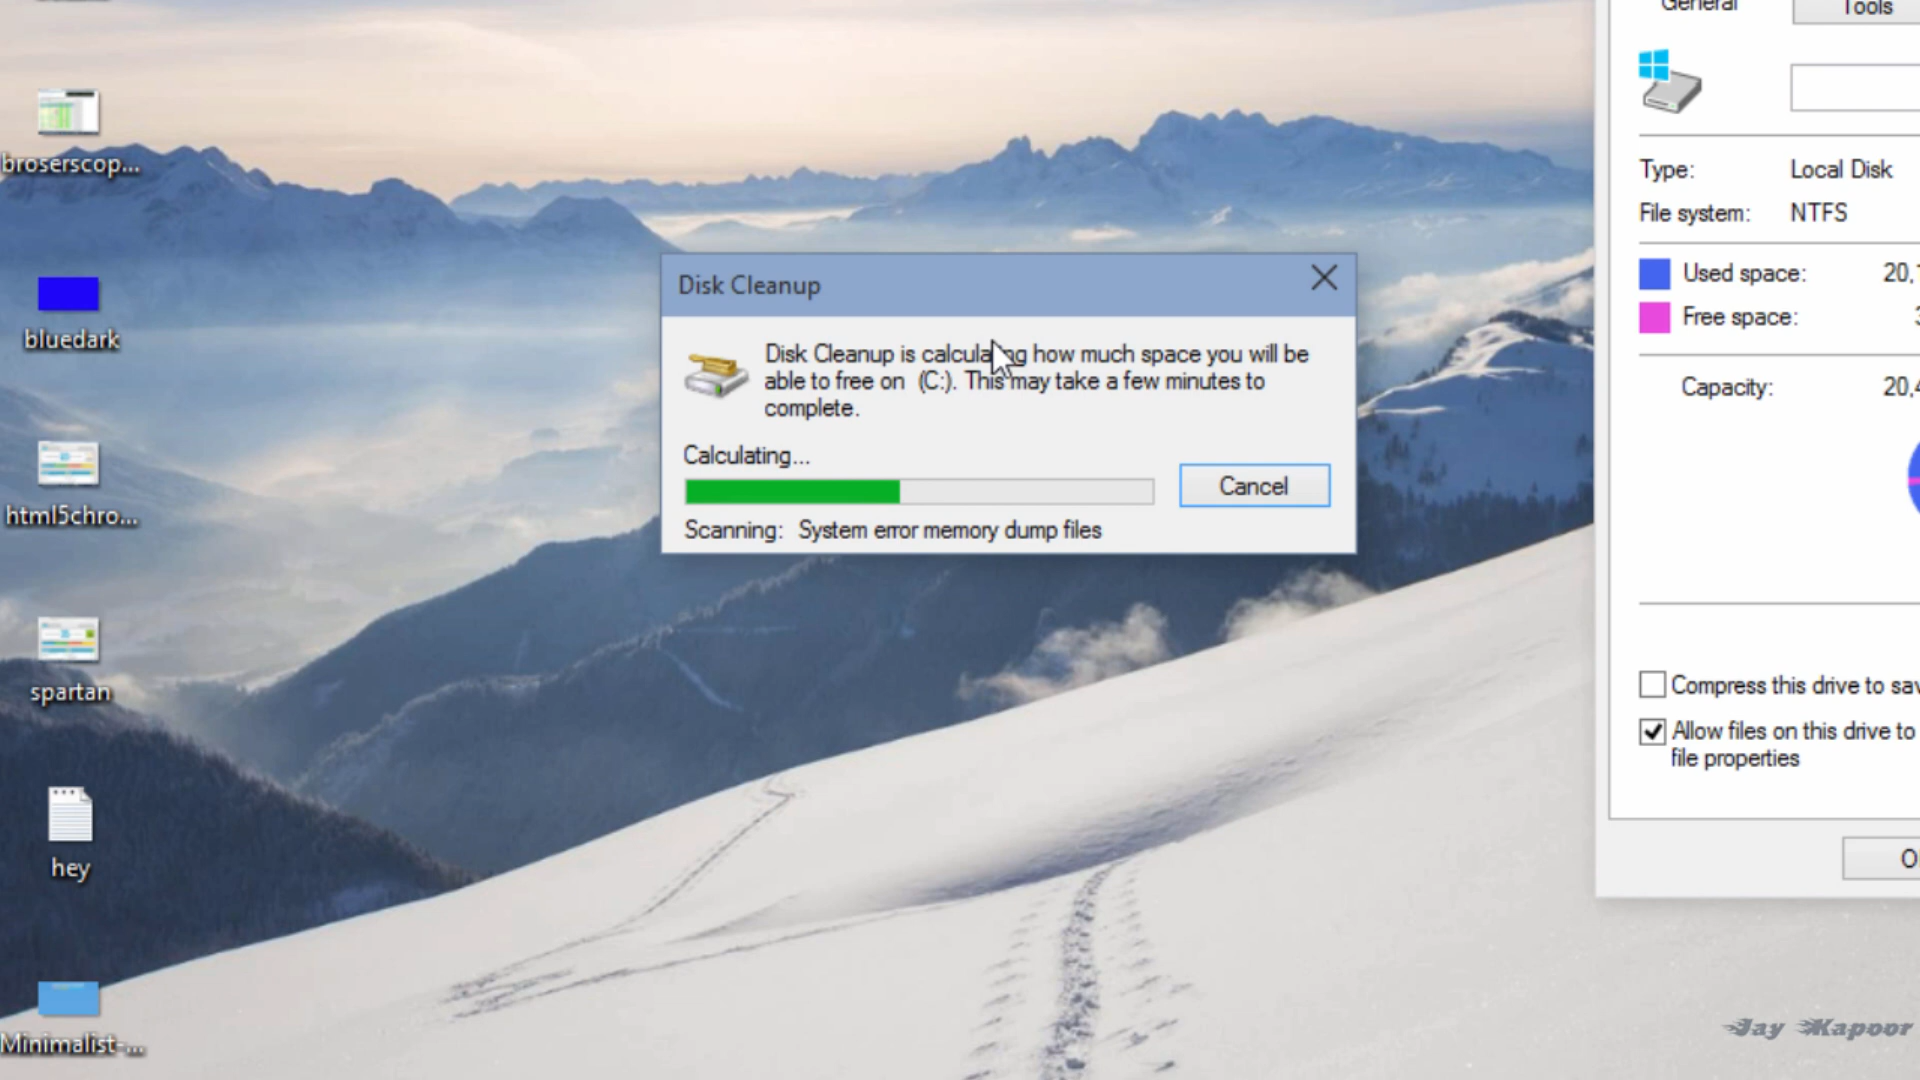 General
Tools
broserscop...
Type: Local Disk
File system: NTFS
Disk Cleanup
Used space: 20,
Free space:
Disk Cleanup is calculating how much space you will be
able to free on (C:). This may take a few minutes to
complete.
bluedark
Capacity: 20,4
Calculating...
Cancel
html5chro...
Scanning: System error memory dump files
spartan
Compress this drive to sav
Allow files on this drive to
file properties
hey
Jay Kapoor
Minimalist-...